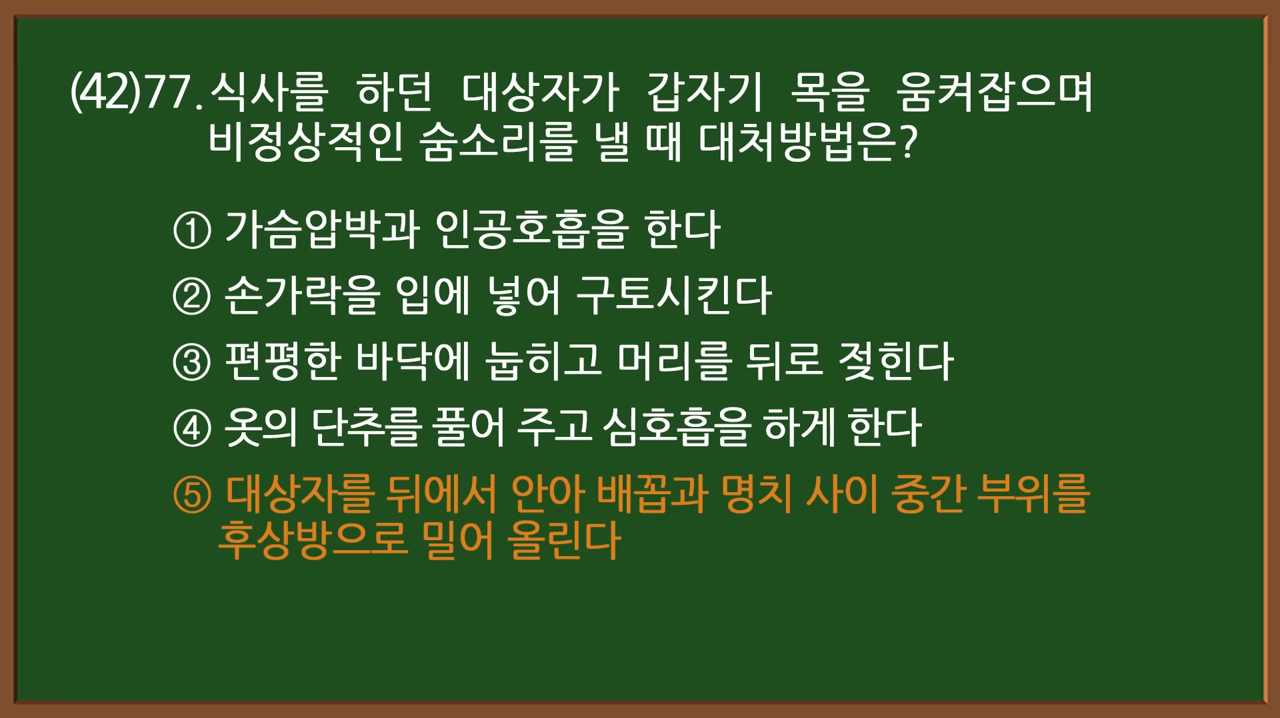 (42)77. 식사를 하던 대상자가 갑자기 목을 움켜잡으며
비정상적인 숨소리를 낼 때 대처방법은?
① 가슴압박과 인공호흡을 한다
② 손가락을 입에 넣어 구토시킨다
③ 편평한 바닥에 눕히고 머리를 뒤로 젖힌다
④ 옷의 단추를 풀어 주고 심호흡을 하게 한다
⑤ 대상자를 뒤에서 안아 배꼽과 명치 사이 중간 부위를
후상방으로 밀어 올린다